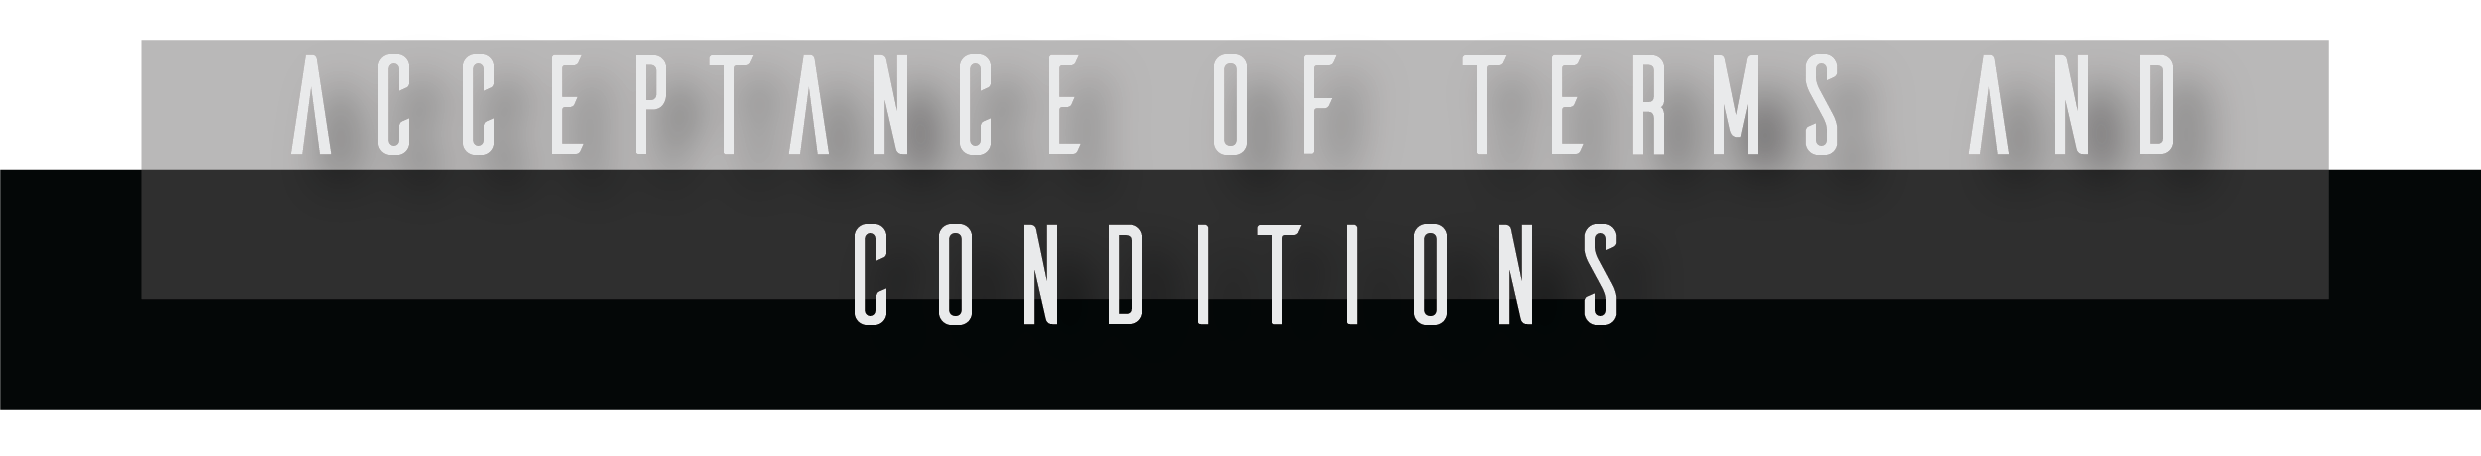 ACCEPTANCE OF TERMS AND
CONDITIONS